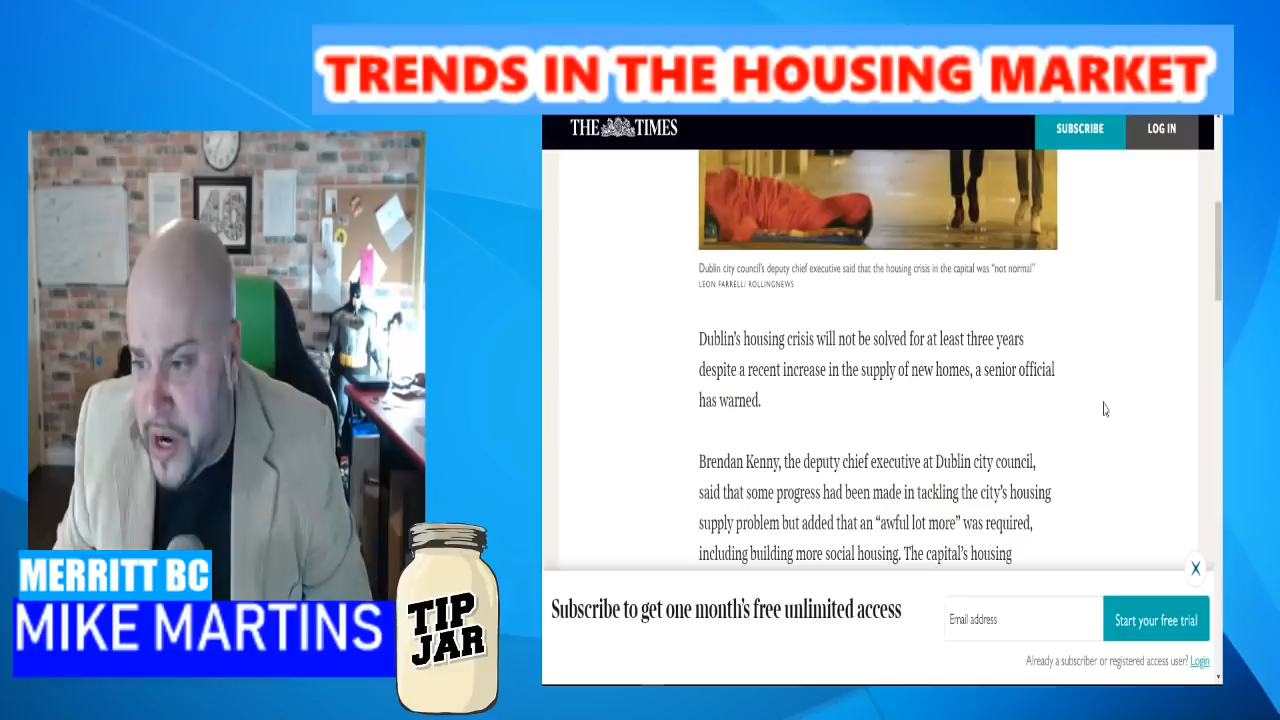 TRENDS IN THE HOUSING MARKET
THE TIMES
SUBSCRIBE
LOG IN
Dublin city council's deputy chief executive said that the housing crisis in the capital was “not normal”
LEON FARRELL/ ROLLINGNEWS
Dublin's housing crisis will not be solved for at least three years
despite a recent increase in the supply of new homes, a senior official
has warned.
Brendan Kenny, the deputy chief executive at Dublin city council,
said that some progress had been made in tackling the city's housing
supply problem but added that an “awful lot more” was required,
including building more social housing. The capital's housing
Subscribe to get one month's free unlimited access
Email address
Start your free trial
Already a subscriber or registered access user? Login
MERRITT BC
MIKE MARTINS
TIP
JAR